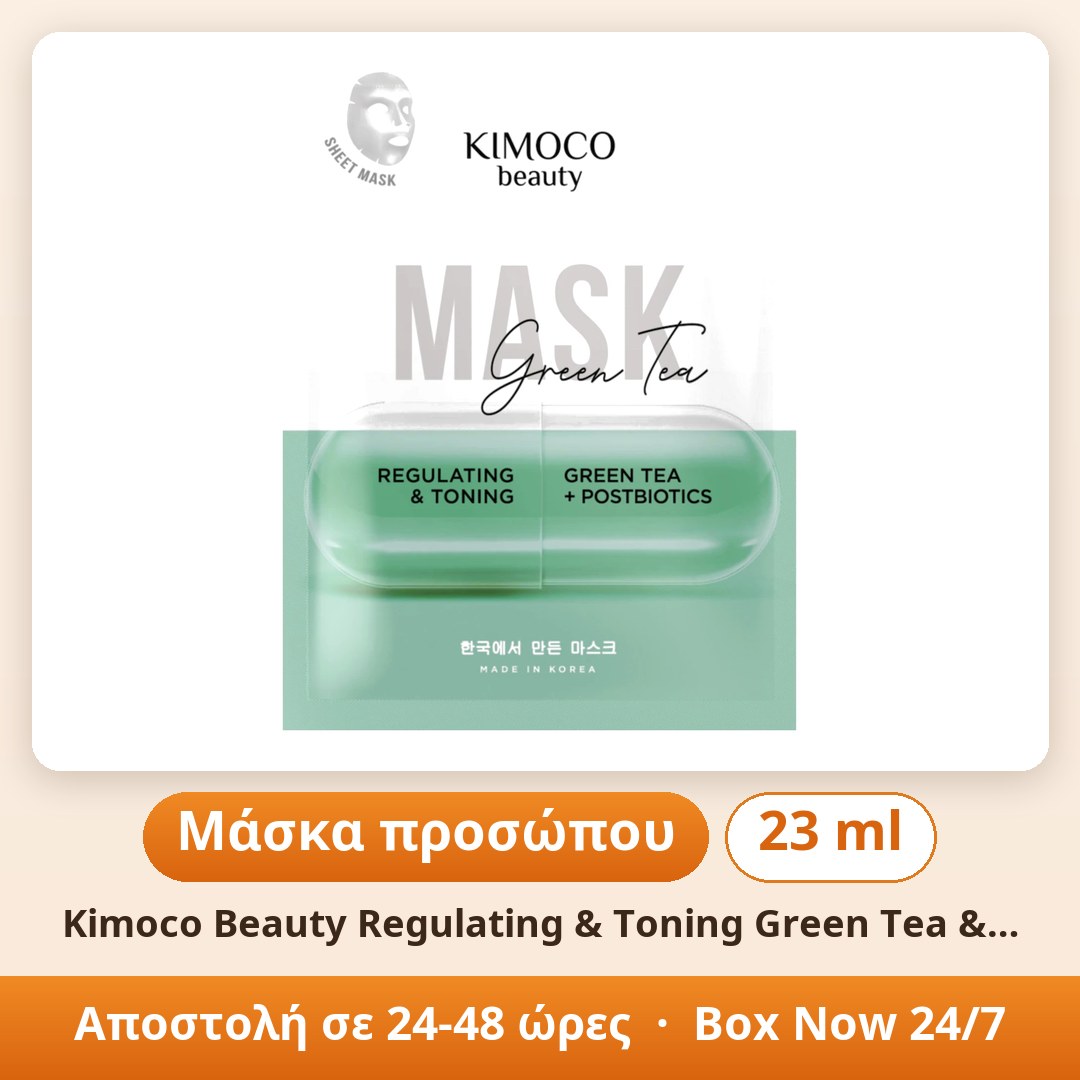 SHEET MASK
KIMOCO
beauty
MASK
Green Tea
REGULATING
& TONING
GREEN TEA
+ POSTBIOTICS
한국에서 만든 마스크
MADE IN KOREA
Μάσκα προσώπου
23 ml
Kimoco Beauty Regulating & Toning Green Tea &...
Αποστολή σε 24-48 ώρες · Box Now 24/7